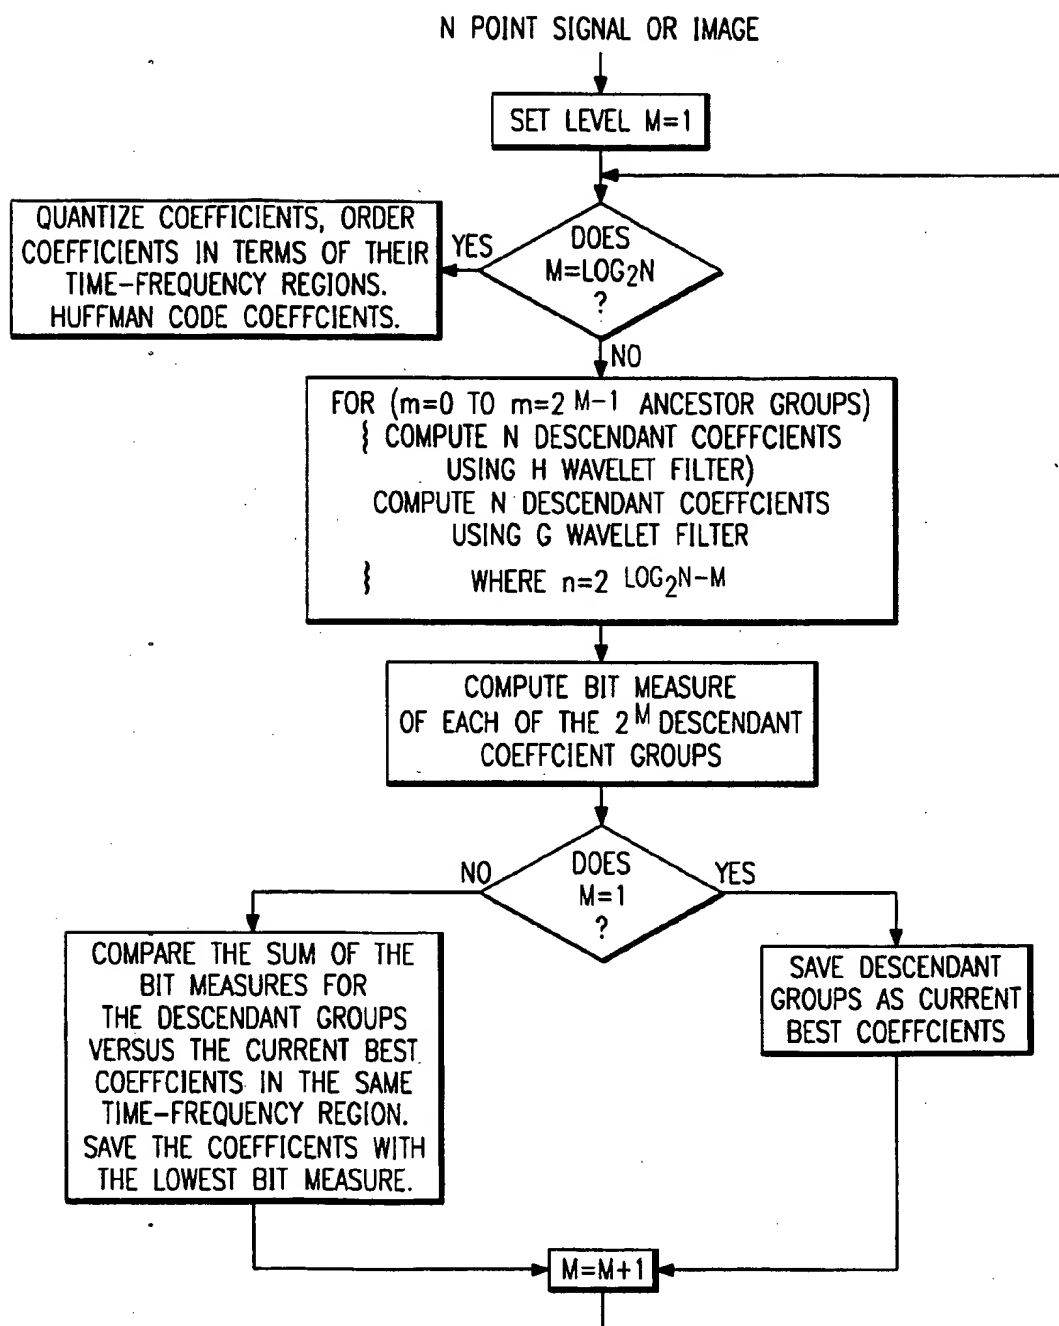 N POINT SIGNAL OR IMAGE
SET LEVEL M=1
QUANTIZE COEFFICIENTS, ORDER
COEFFICIENTS IN TERMS OF THEIR
TIME-FREQUENCY REGIONS.
HUFFMAN CODE COEFFCIENTS.
YES
DOES
M=LOG₂N
?
NO
FOR (m=0 TO m=2 ᴹ⁻¹ ANCESTOR GROUPS)
{ COMPUTE N DESCENDANT COEFFCIENTS
USING H WAVELET FILTER)
COMPUTE N DESCENDANT COEFFCIENTS
USING G WAVELET FILTER
} WHERE n=2 LOG₂N-M
COMPUTE BIT MEASURE
OF EACH OF THE 2ᴹ DESCENDANT
COEFFCIENT GROUPS
NO
DOES
M=1
?
YES
COMPARE THE SUM OF THE
BIT MEASURES FOR
THE DESCENDANT GROUPS
VERSUS THE CURRENT BEST
COEFFCIENTS IN THE SAME
TIME-FREQUENCY REGION.
SAVE THE COEFFICENTS WITH
THE LOWEST BIT MEASURE.
SAVE DESCENDANT
GROUPS AS CURRENT
BEST COEFFCIENTS
M=M+1